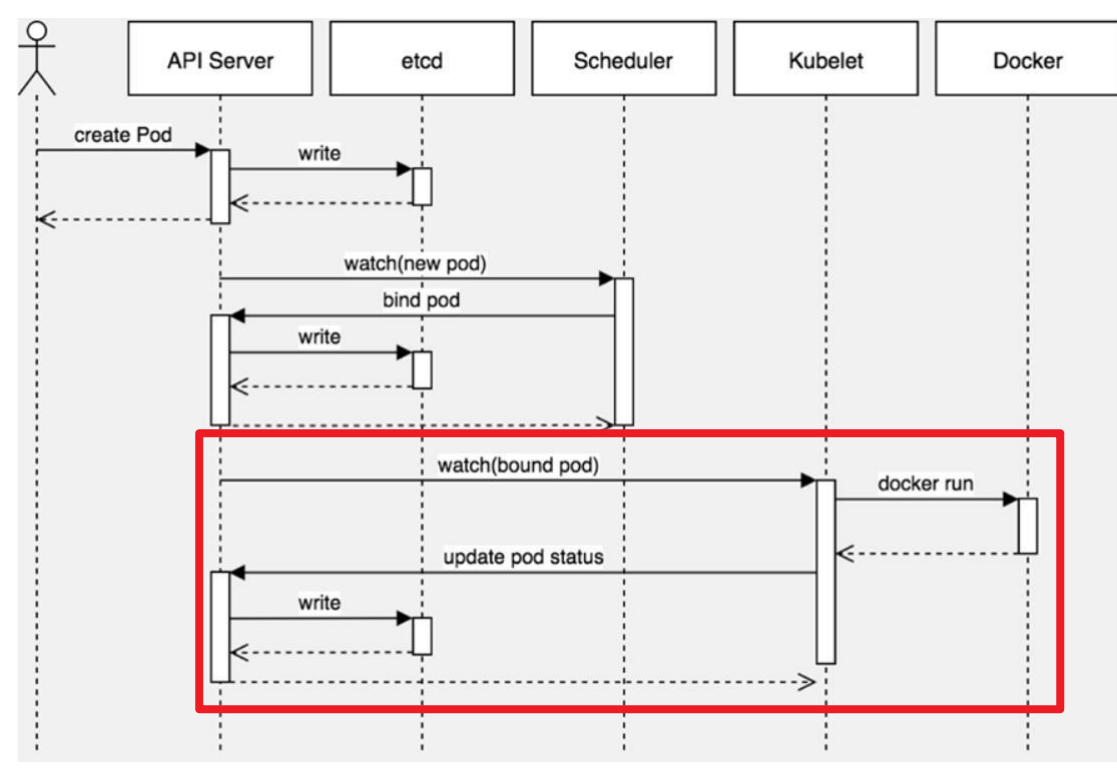 API Server
etcd
Scheduler
Kubelet
Docker
create Pod
write
watch(new pod)
bind pod
write
watch(bound pod)
docker run
update pod status
write